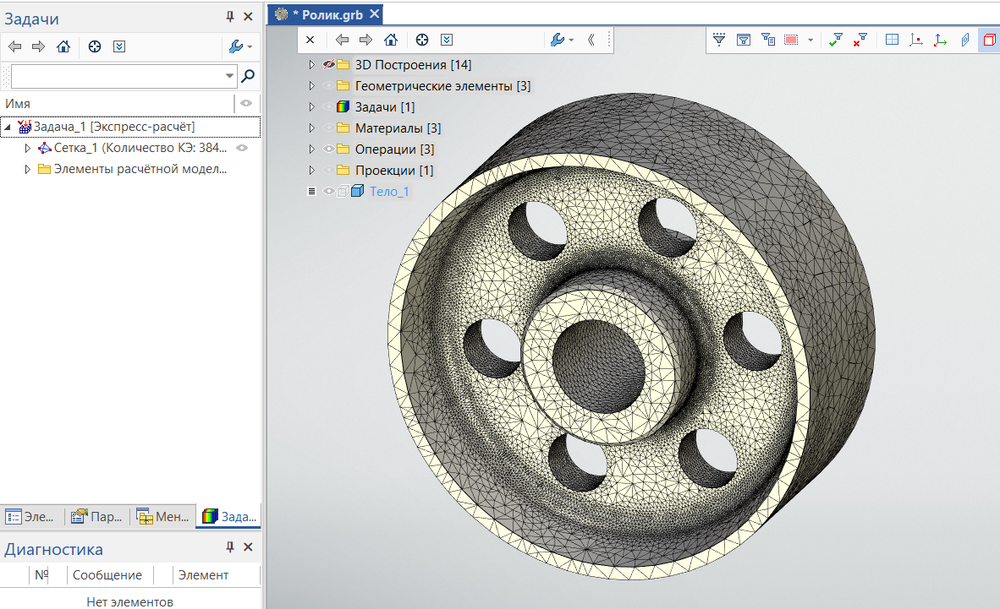 Задачи
Имя
Задача_1 [Экспресс-расчёт]
Сетка_1 (Количество КЭ: 384...
Элементы расчётной модел...
Эле...
Пар...
Мен...
Зада...
Диагностика
№
Сообщение
Элемент
Нет элементов
* Ролик.grb
3D Построения [14]
Геометрические элементы [3]
Задачи [1]
Материалы [3]
Операции [3]
Проекции [1]
Тело_1